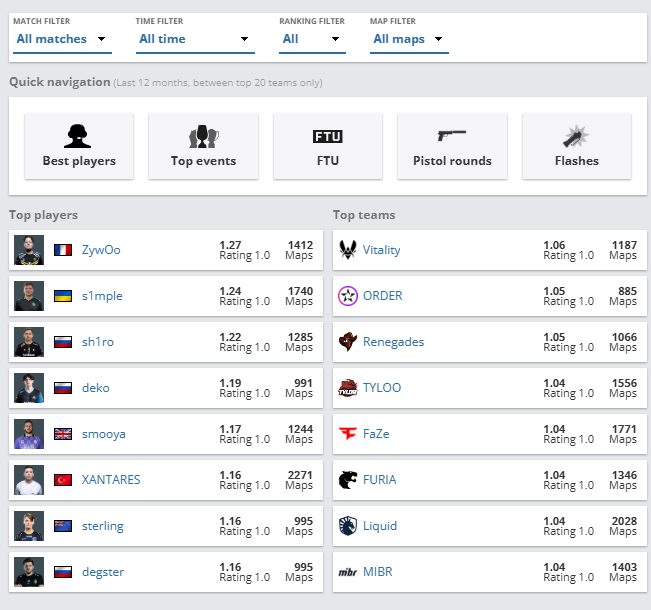 MATCH FILTER TIME FILTER RANKING FILTER MAP FILTER
All matches All time All All maps
Quick navigation (Last 12 months, between top 20 teams only)
FTU
Best players Top events FTU Pistol rounds Flashes
Top players Top teams
ZywOo 1.27 Rating 1.0 1412 Maps
s1mple 1.24 Rating 1.0 1740 Maps
sh1ro 1.22 Rating 1.0 1285 Maps
deko 1.19 Rating 1.0 991 Maps
smooya 1.17 Rating 1.0 1244 Maps
XANTARES 1.16 Rating 1.0 2271 Maps
sterling 1.16 Rating 1.0 995 Maps
degster 1.16 Rating 1.0 995 Maps
Vitality 1.06 Rating 1.0 1187 Maps
ORDER 1.05 Rating 1.0 885 Maps
Renegades 1.05 Rating 1.0 1066 Maps
TYLOO TYLOO 1.04 Rating 1.0 1556 Maps
FaZe 1.04 Rating 1.0 1771 Maps
FURIA 1.04 Rating 1.0 1346 Maps
Liquid 1.04 Rating 1.0 2028 Maps
mibr MIBR 1.04 Rating 1.0 1403 Maps